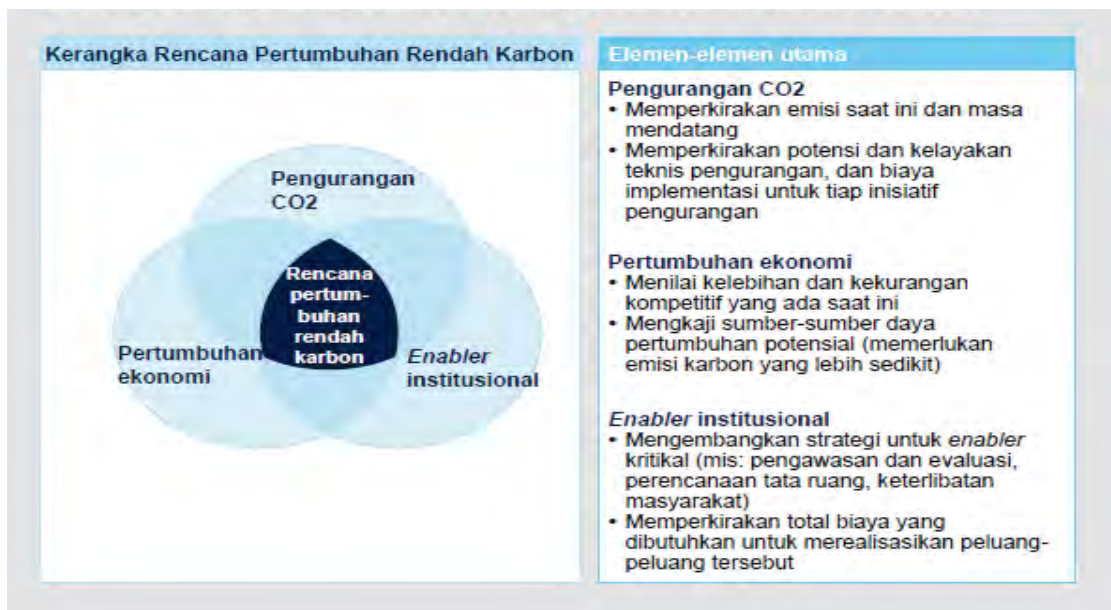 Kerangka Rencana Pertumbuhan Rendah Karbon
Pengurangan
CO2
Rencana
pertum-
buhan
rendah
karbon
Pertumbuhan
ekonomi
Enabler
institusional
Elemen-elemen utama
Pengurangan CO2
• Memperkirakan emisi saat ini dan masa
mendatang
• Memperkirakan potensi dan kelayakan
teknis pengurangan, dan biaya
implementasi untuk tiap inisiatif
pengurangan
Pertumbuhan ekonomi
• Menilai kelebihan dan kekurangan
kompetitif yang ada saat ini
• Mengkaji sumber-sumber daya
pertumbuhan potensial (memerlukan
emisi karbon yang lebih sedikit)
Enabler institusional
• Mengembangkan strategi untuk enabler
kritikal (mis: pengawasan dan evaluasi,
perencanaan tata ruang, keterlibatan
masyarakat)
• Memperkirakan total biaya yang
dibutuhkan untuk merealisasikan peluang-
peluang tersebut